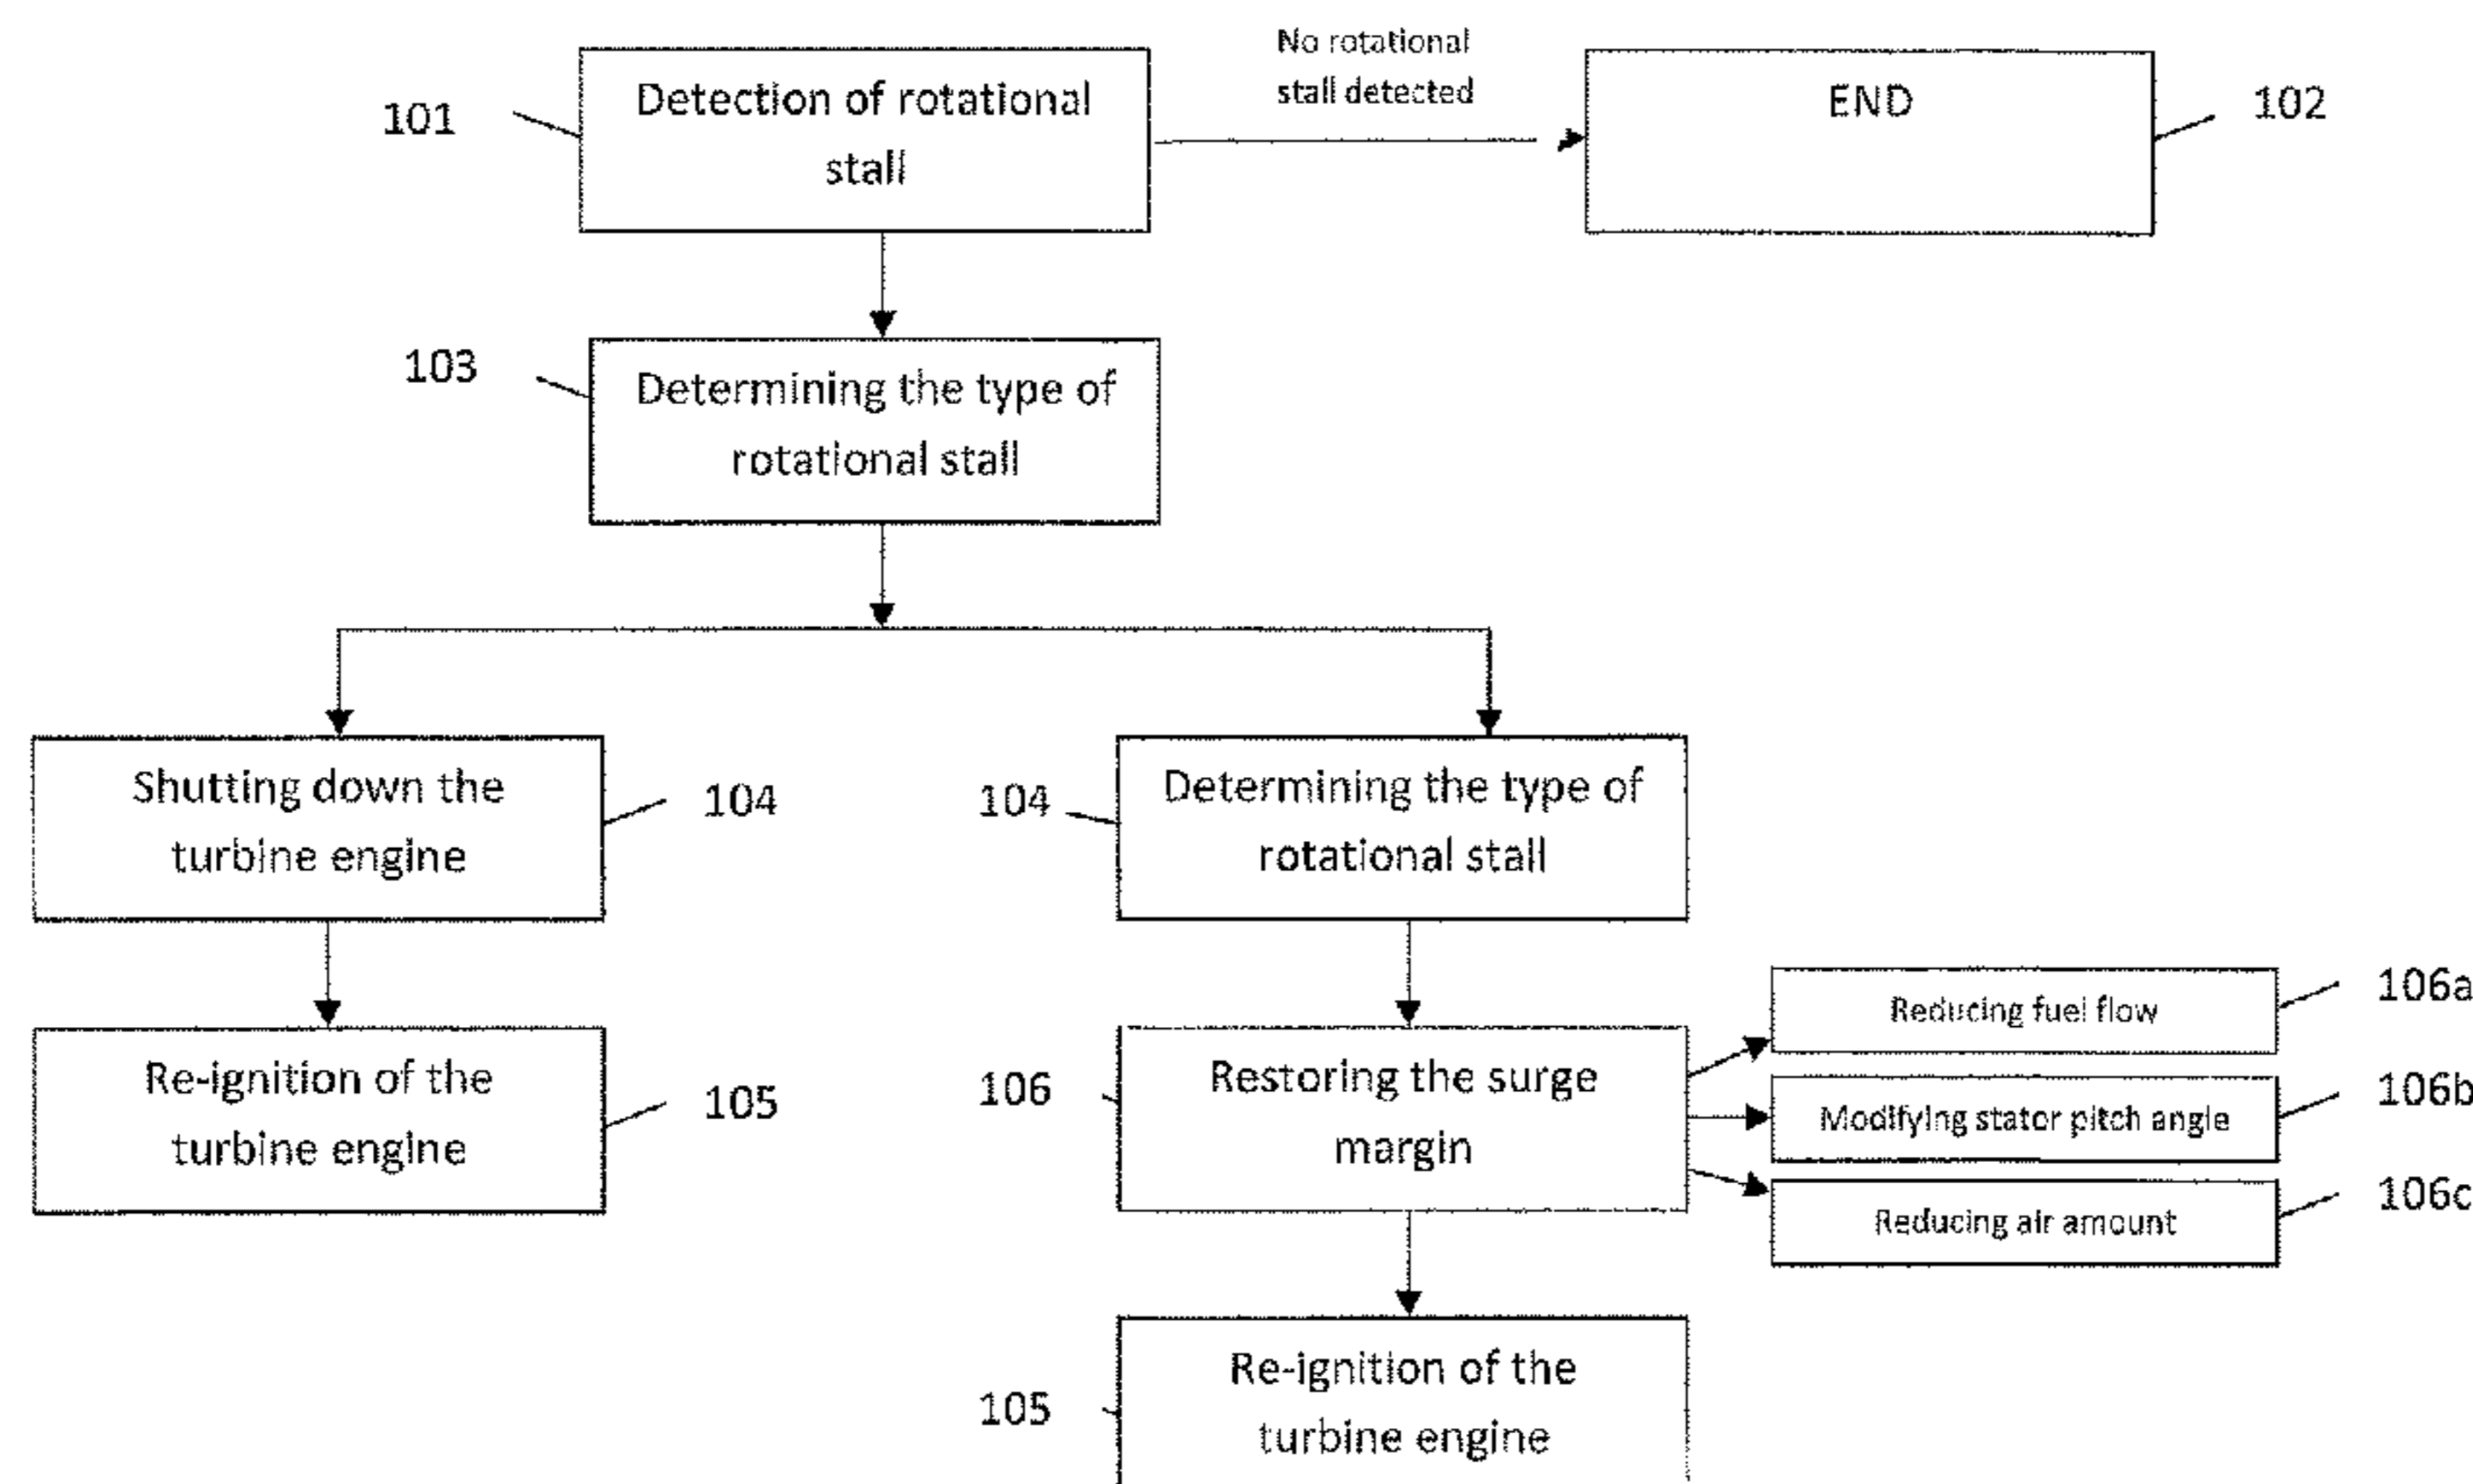 No rotational
stall detected
101
Detection of rotational
stall
END
102
103
Determining the type of
rotational stall
Shutting down the
turbine engine
104
104
Determining the type of
rotational stall
Re-ignition of the
turbine engine
105
106
Restoring the surge
margin
Reducing fuel flow
106a
Modifying stator pitch angle
106b
Reducing air amount
106c
105
Re-ignition of the
turbine engine